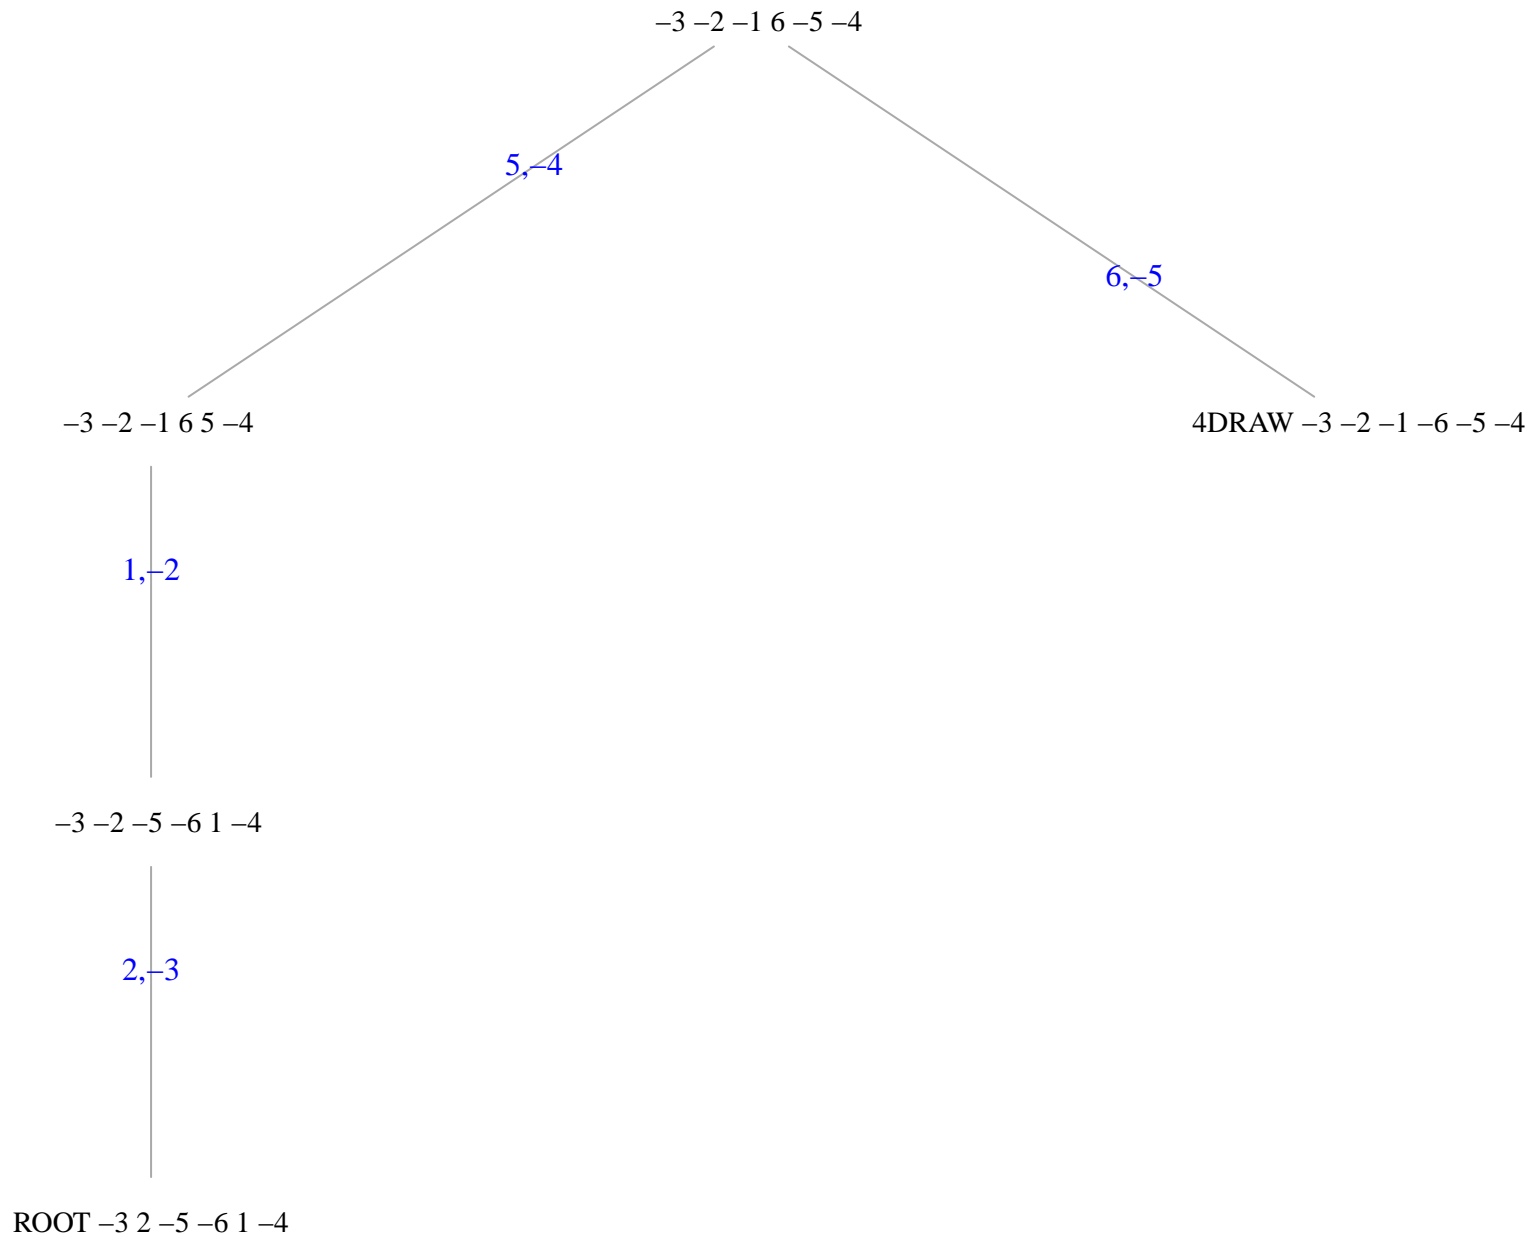 –3 –2 –1 6 –5 –4
5,–4
6,–5
–3 –2 –1 6 5 –4
4DRAW –3 –2 –1 –6 –5 –4
1,–2
–3 –2 –5 –6 1 –4
2,–3
ROOT –3 2 –5 –6 1 –4